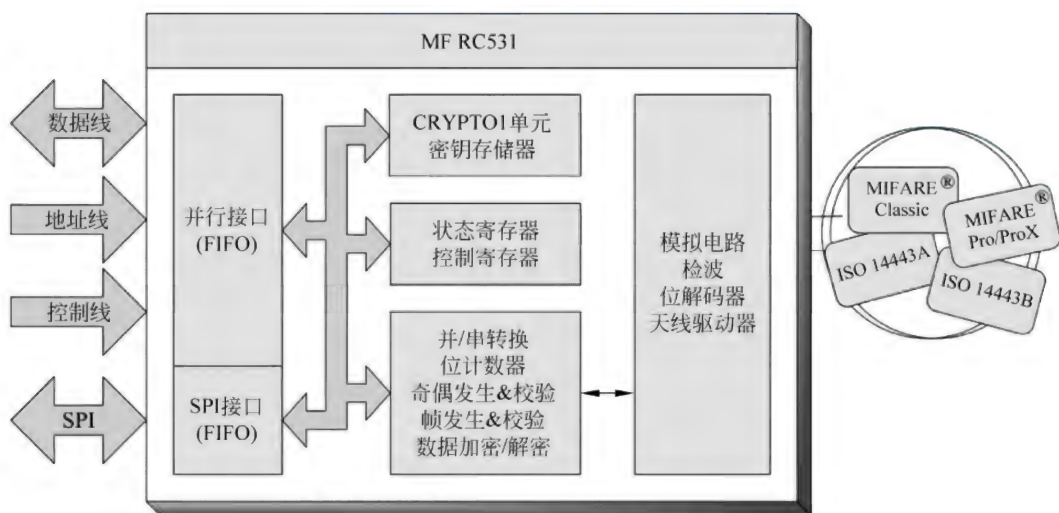 MF RC531
数据线
地址线
控制线
SPI
并行接口
(FIFO)
SPI接口
(FIFO)
CRYPTO1单元
密钥存储器
状态寄存器
控制寄存器
并/串转换
位计数器
奇偶发生&校验
帧发生&校验
数据加密/解密
模拟电路
检波
位解码器
天线驱动器
MIFARE®
Classic
MIFARE®
Pro/ProX
ISO 14443A
ISO 14443B